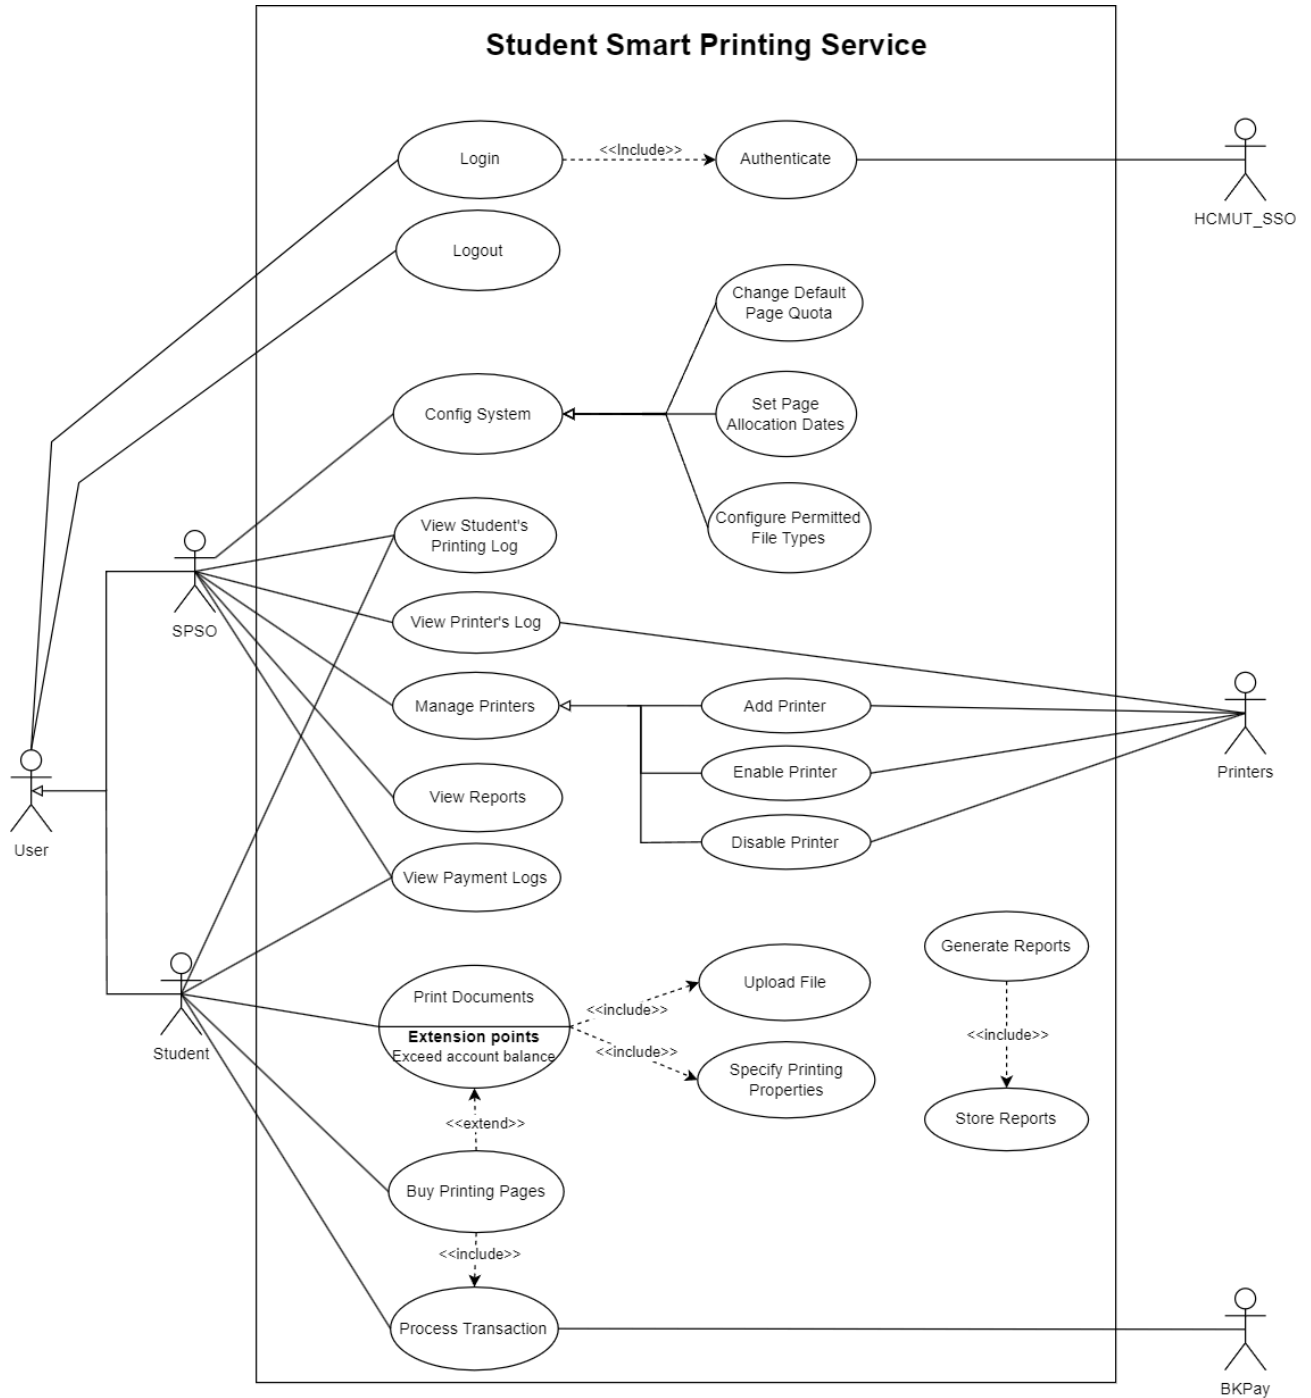 Student Smart Printing Service
Login
<<Include>>
Authenticate
HCMUT_SSO
Logout
Change Default
Page Quota
Config System
Set Page
Allocation Dates
Configure Permitted
File Types
View Student's
Printing Log
SPSO
View Printer's Log
Manage Printers
Add Printer
Enable Printer
Disable Printer
Printers
View Reports
User
View Payment Logs
Generate Reports
<<include>>
Store Reports
Student
Print Documents
Extension points
Exceed account balance
<<include>>
Upload File
<<include>>
Specify Printing
Properties
<<extend>>
Buy Printing Pages
<<include>>
Process Transaction
BKPay